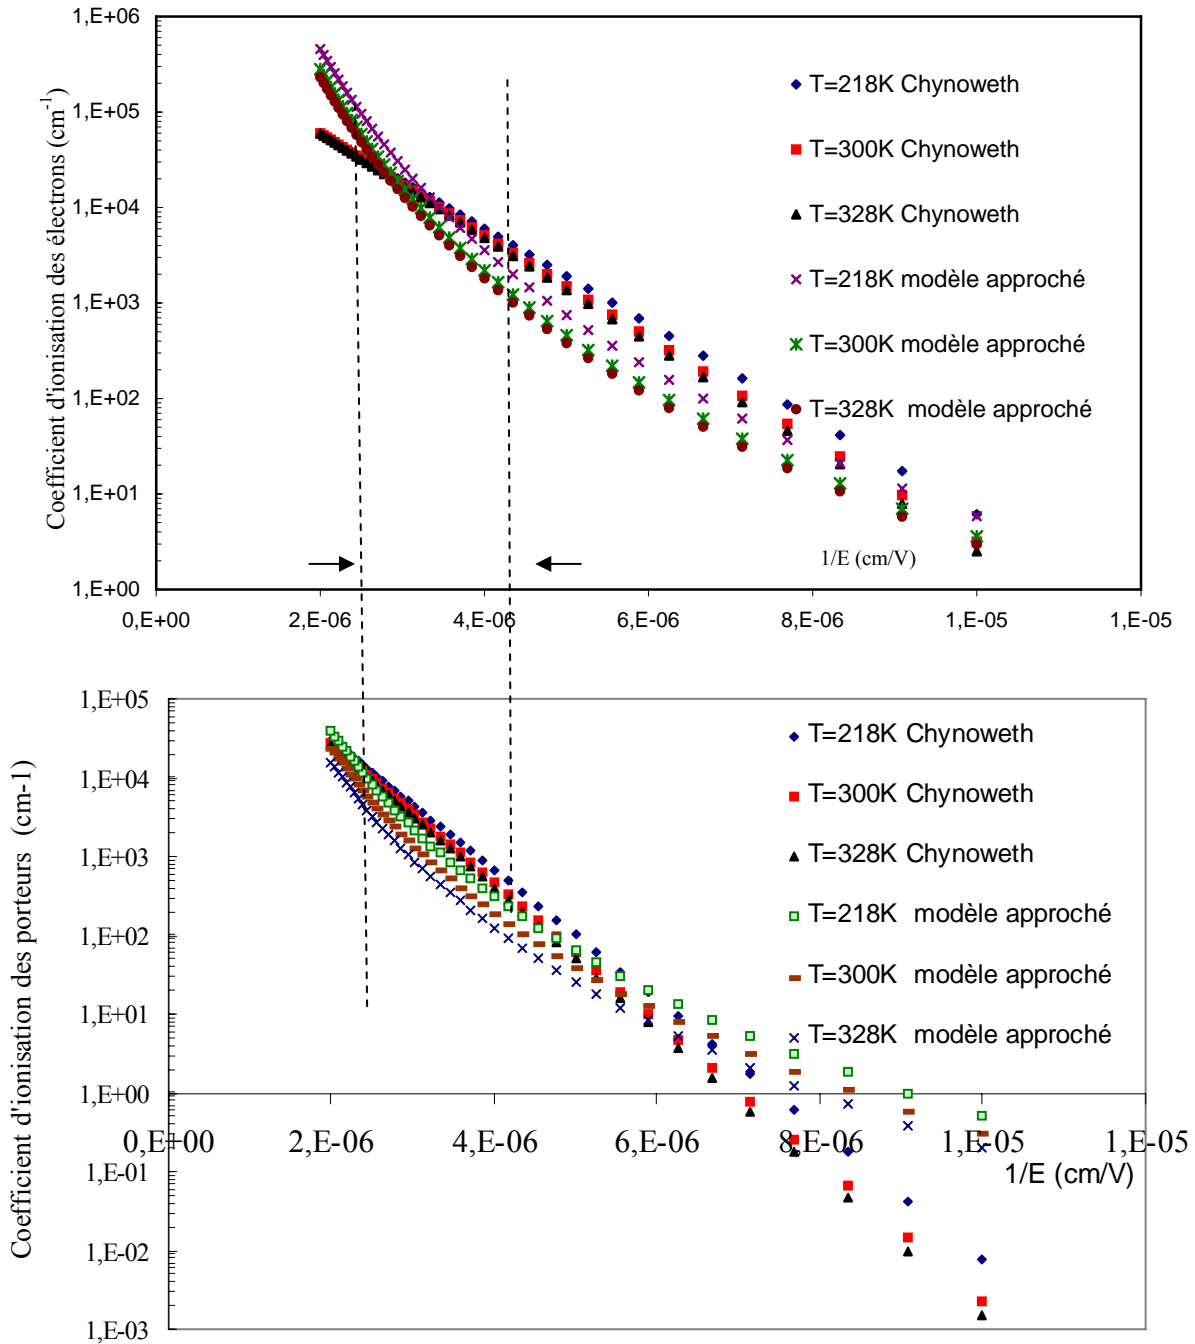 Coefficient d'ionisation des électrons (cm-1)
1,E+06
1,E+05
1,E+04
1,E+03
1,E+02
1,E+01
1,E+00
T=218K Chynoweth
T=300K Chynoweth
T=328K Chynoweth
T=218K modèle approché
T=300K modèle approché
T=328K modèle approché
1/E (cm/V)
0,E+00 2,E-06 4,E-06 6,E-06 8,E-06 1,E-05 1,E-05
Coefficient d'ionisation des porteurs (cm-1)
1,E+05
1,E+04
1,E+03
1,E+02
1,E+01
1,E+00
T=218K Chynoweth
T=300K Chynoweth
T=328K Chynoweth
T=218K modèle approché
T=300K modèle approché
T=328K modèle approché
0,E+00 2,E-06 4,E-06 6,E-06 8,E-06 1,E-05 1,E-05
1/E (cm/V)
1,E-01
1,E-02
1,E-03